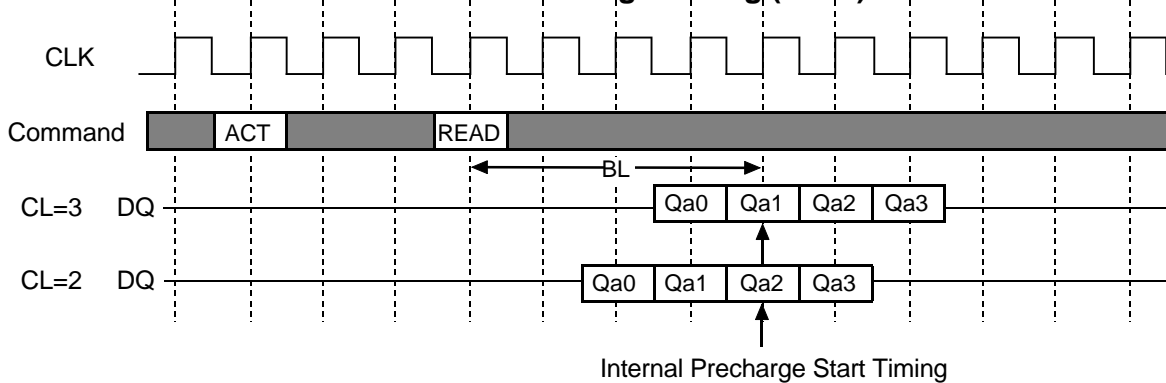 CLK
Command ACT READ
BL
CL=3 DQ Qa0 Qa1 Qa2 Qa3
CL=2 DQ Qa0 Qa1 Qa2 Qa3
Internal Precharge Start Timing